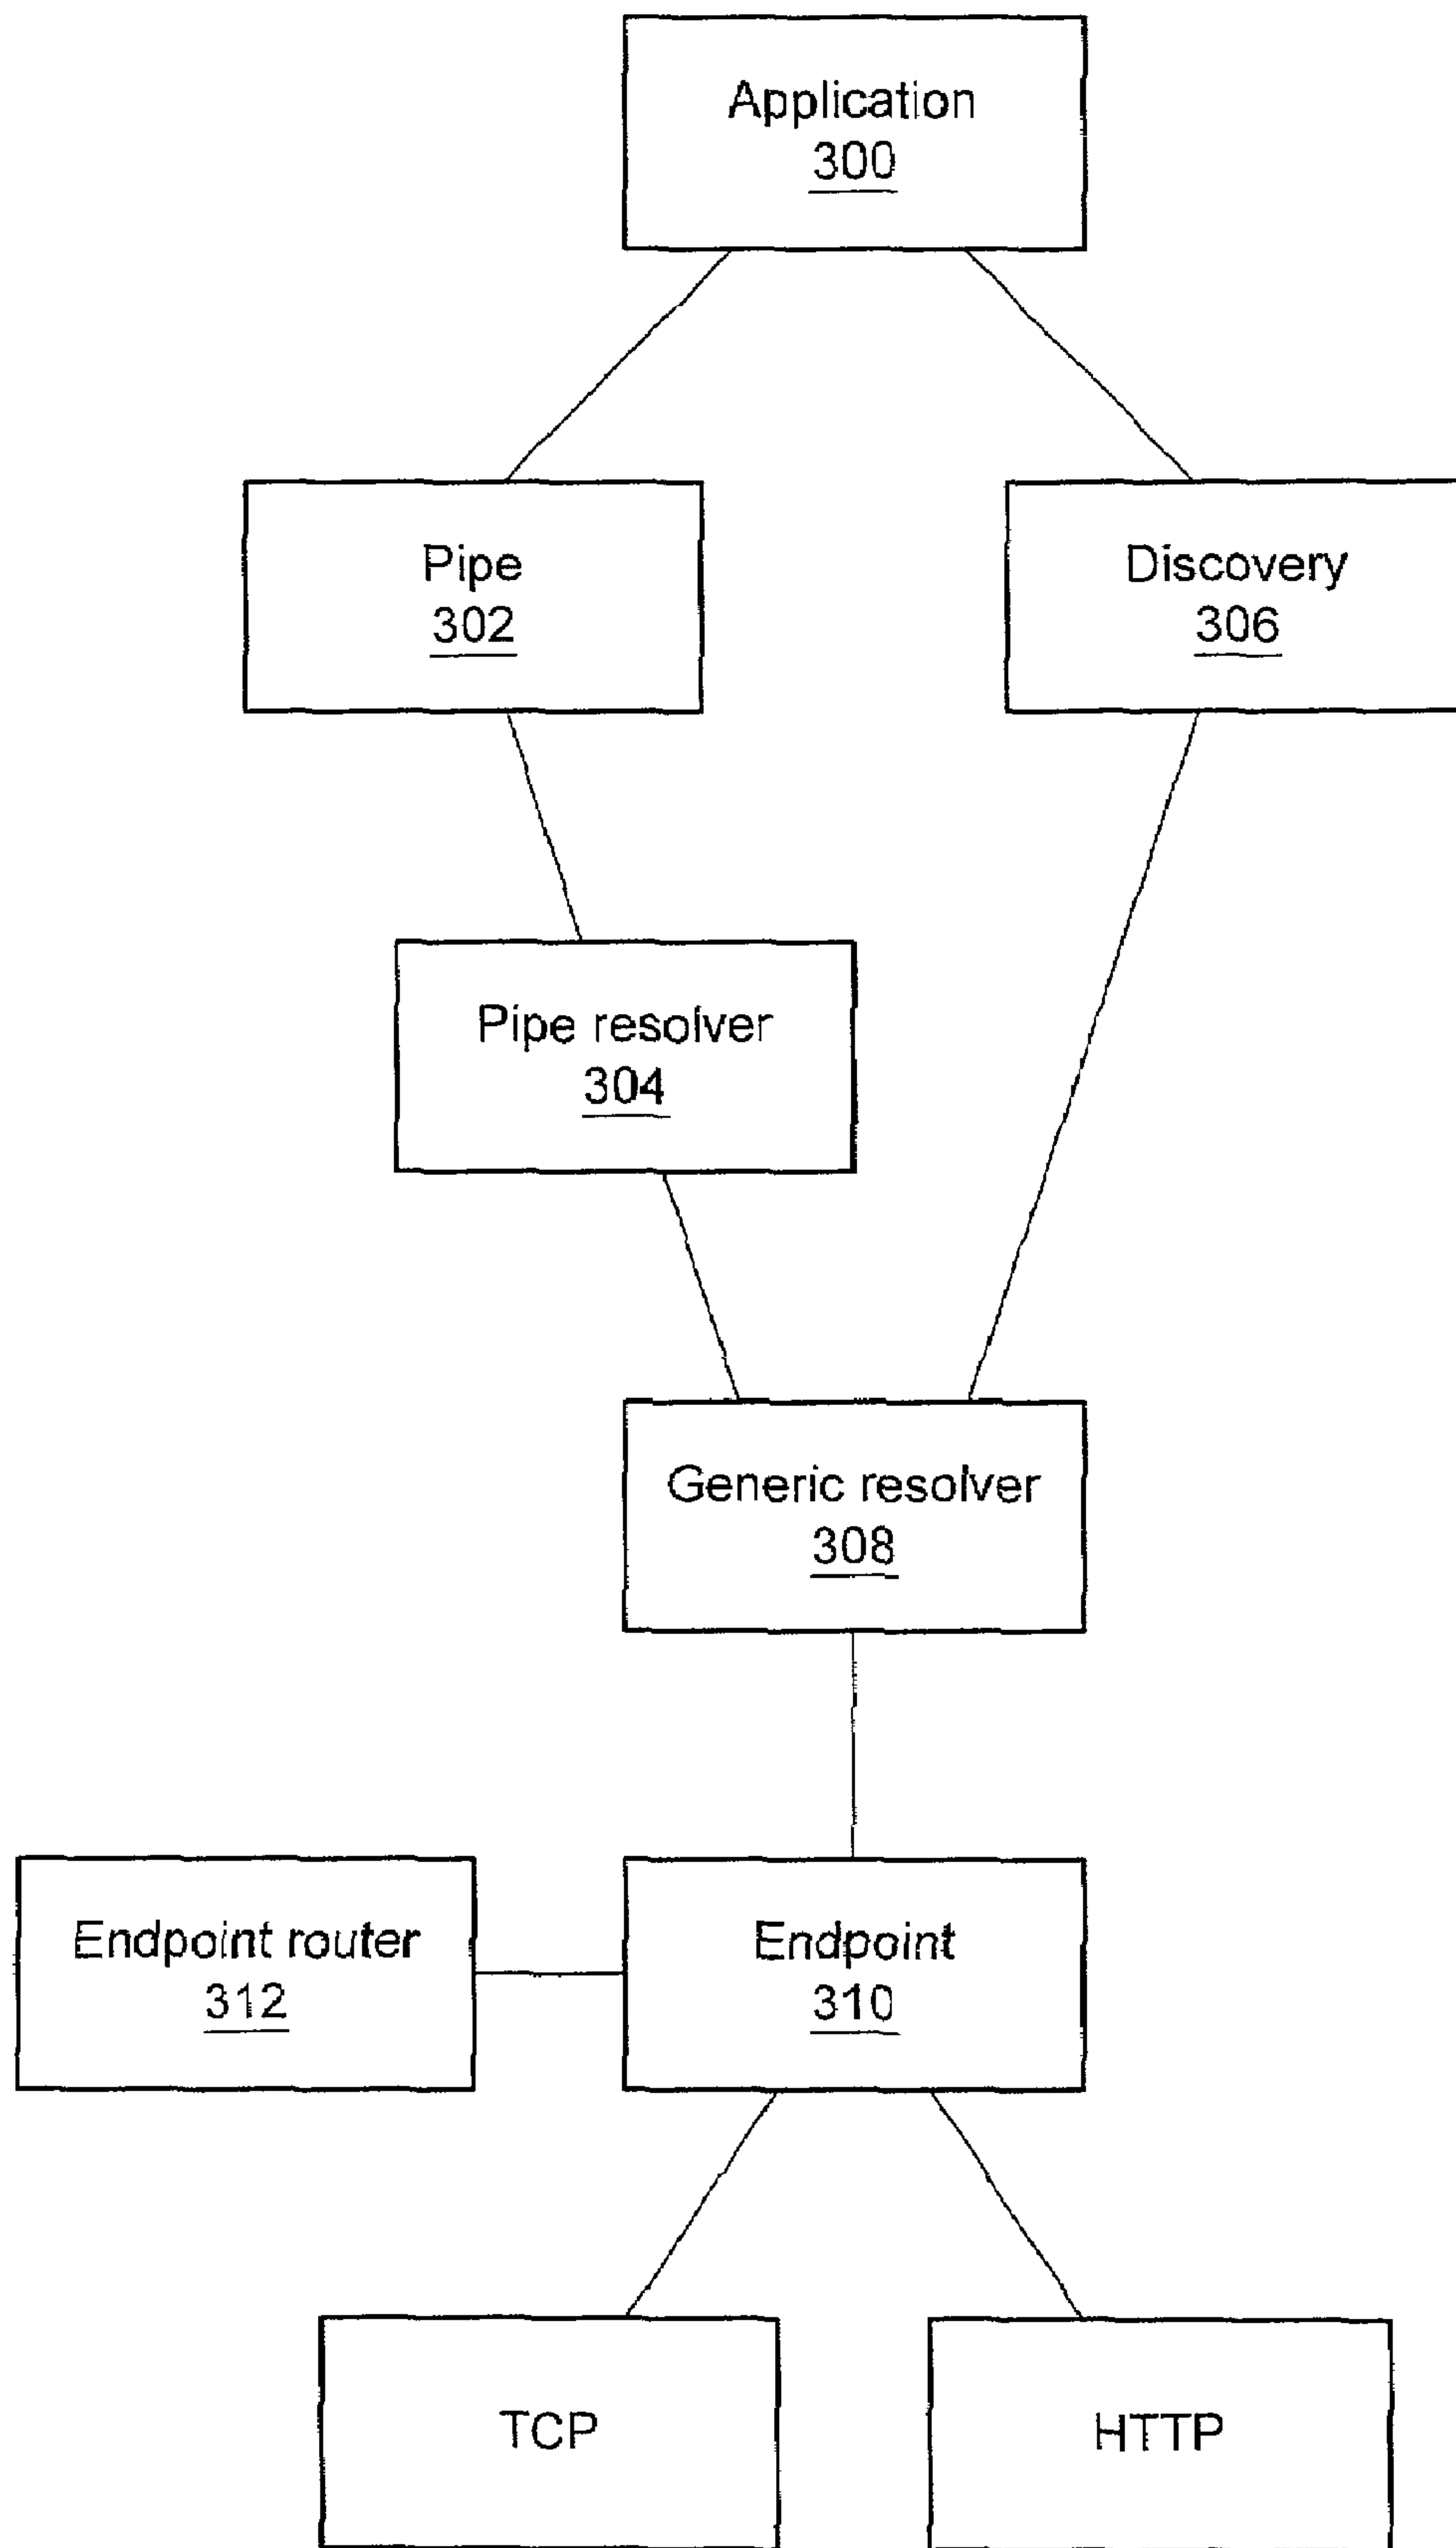 Application
300
Pipe
302
Discovery
306
Pipe resolver
304
Generic resolver
308
Endpoint router
312
Endpoint
310
TCP
HTTP